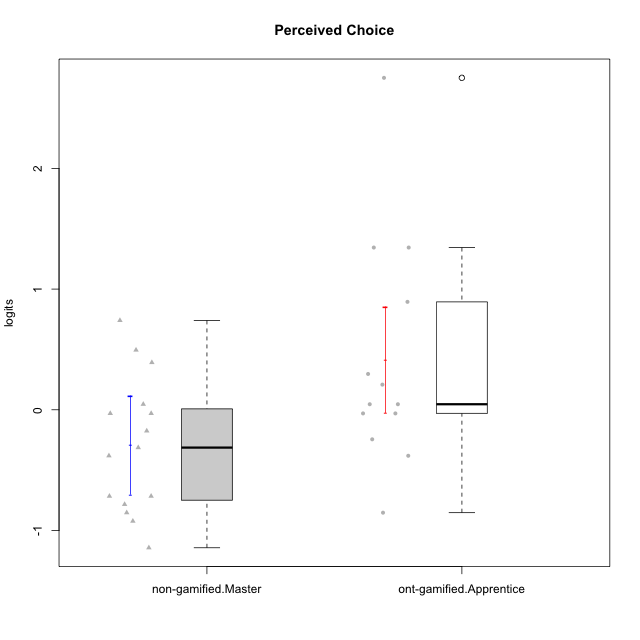 Perceived Choice
logits
2
1
0
-1
non-gamified.Master
ont-gamified.Apprentice